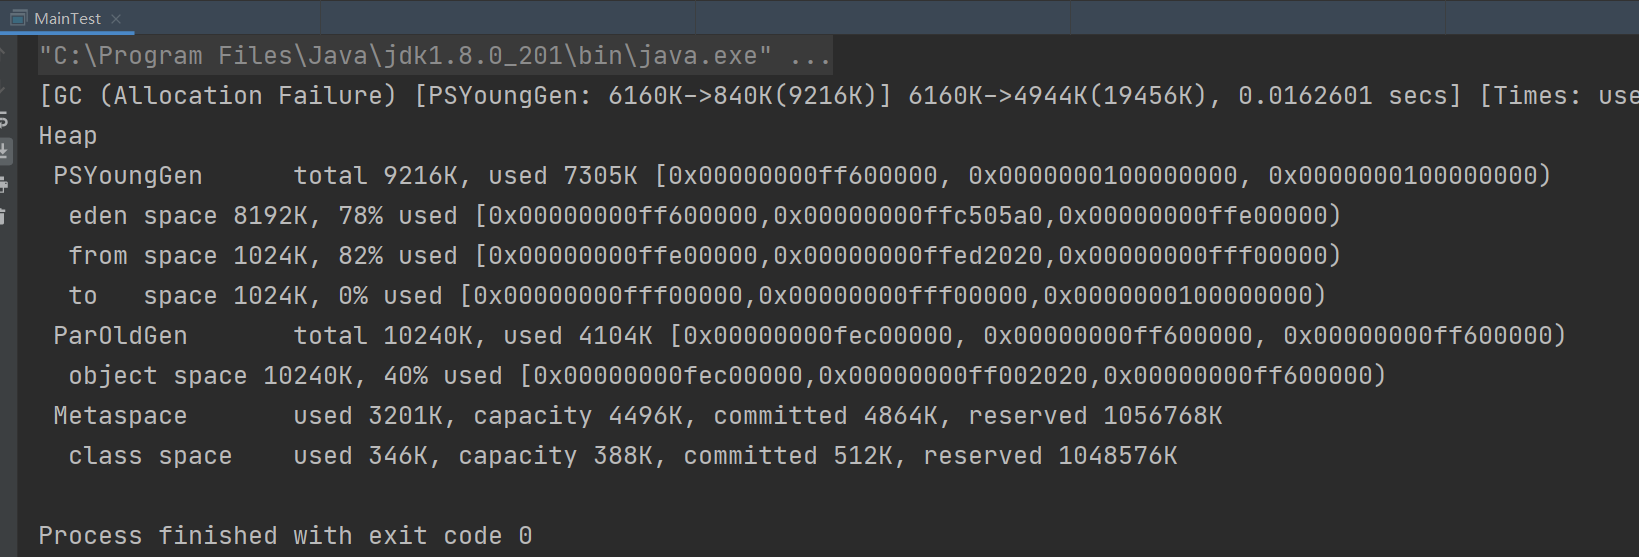 MainTest
"C:\Program Files\Java\jdk1.8.0_201\bin\java.exe" ...
[GC (Allocation Failure) [PSYoungGen: 6160K->840K(9216K)] 6160K->4944K(19456K), 0.0162601 secs] [Times: use
Heap
 PSYoungGen      total 9216K, used 7305K [0x00000000ff600000, 0x0000000100000000, 0x0000000100000000)
  eden space 8192K, 78% used [0x00000000ff600000,0x00000000ffc505a0,0x00000000ffe00000)
  from space 1024K, 82% used [0x00000000ffe00000,0x00000000ffed2020,0x00000000fff00000)
  to   space 1024K, 0% used [0x00000000fff00000,0x00000000fff00000,0x0000000100000000)
 ParOldGen       total 10240K, used 4104K [0x00000000fec00000, 0x00000000ff600000, 0x00000000ff600000)
  object space 10240K, 40% used [0x00000000fec00000,0x00000000ff002020,0x00000000ff600000)
 Metaspace       used 3201K, capacity 4496K, committed 4864K, reserved 1056768K
  class space    used 346K, capacity 388K, committed 512K, reserved 1048576K
Process finished with exit code 0